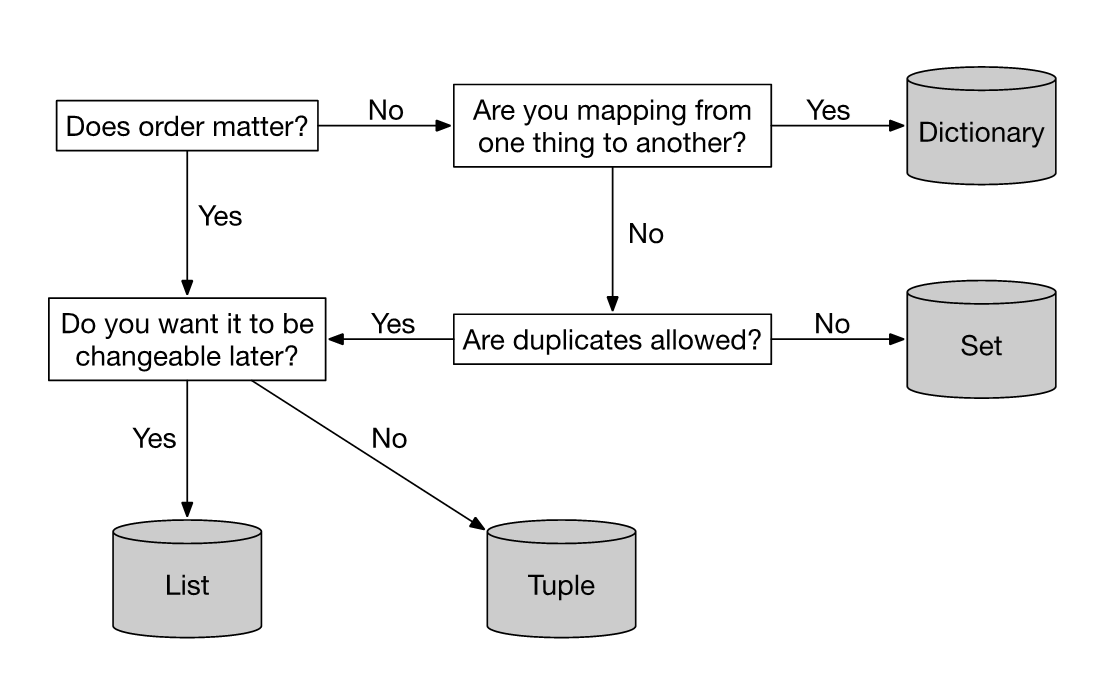 Does order matter?
No
Are you mapping from
one thing to another?
Yes
Dictionary
Yes
No
Do you want it to be
changeable later?
Yes
Are duplicates allowed?
No
Set
Yes
No
List
Tuple